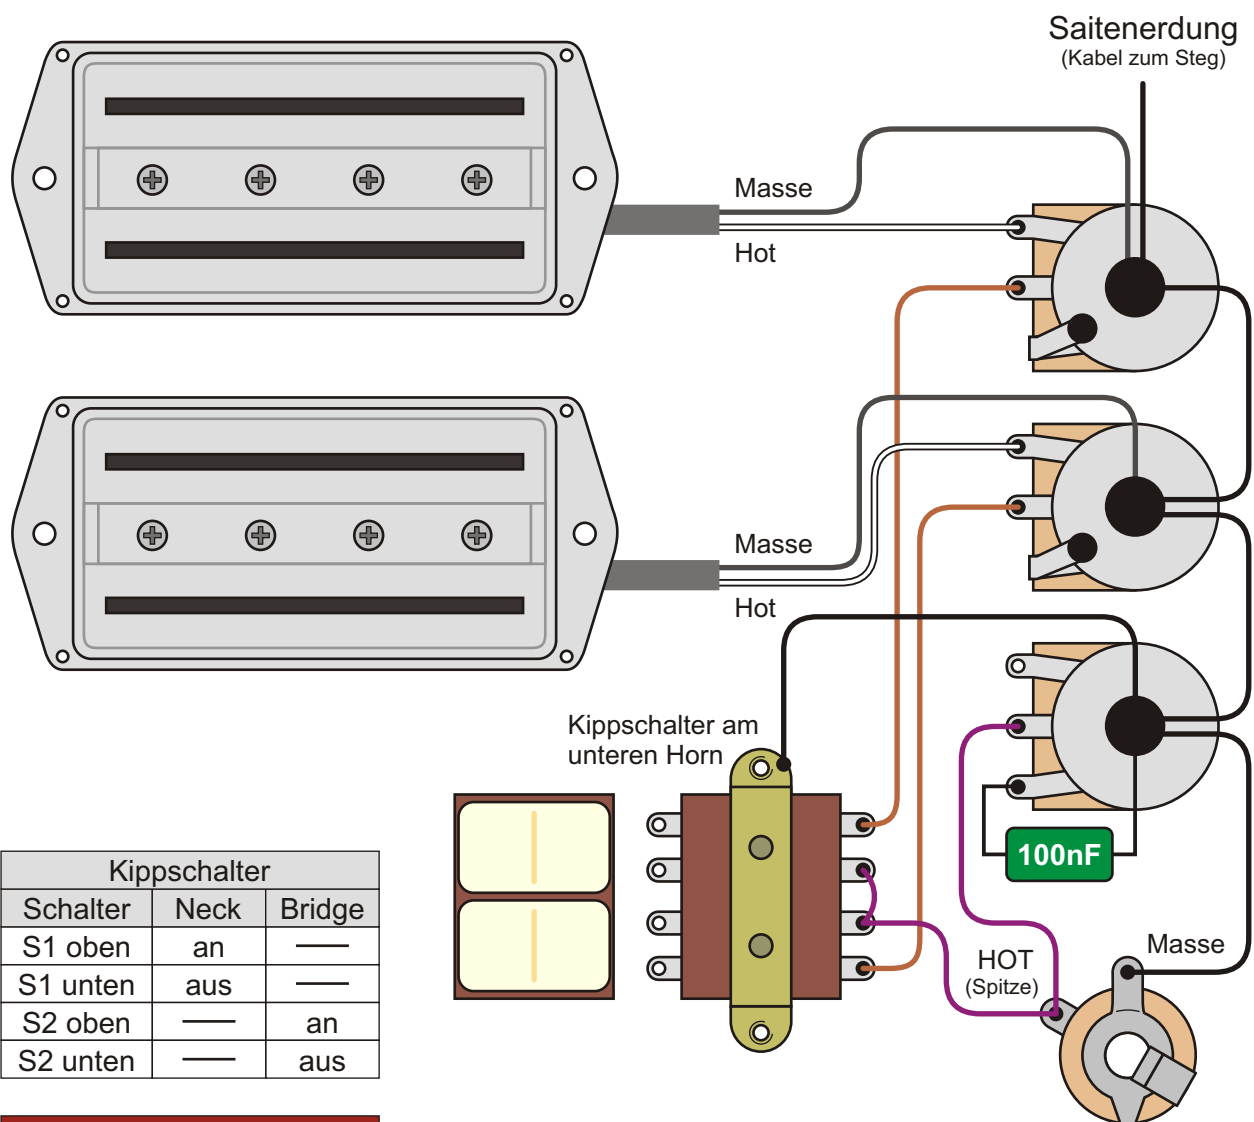 Saitenerdung
(Kabel zum Steg)
Masse
Hot
Masse
Hot
Kippschalter am
unteren Horn
100nF
Kippschalter
Schalter Neck Bridge
S1 oben an —
S1 unten aus —
S2 oben — an
S2 unten — aus
HOT
(Spitze)
Masse